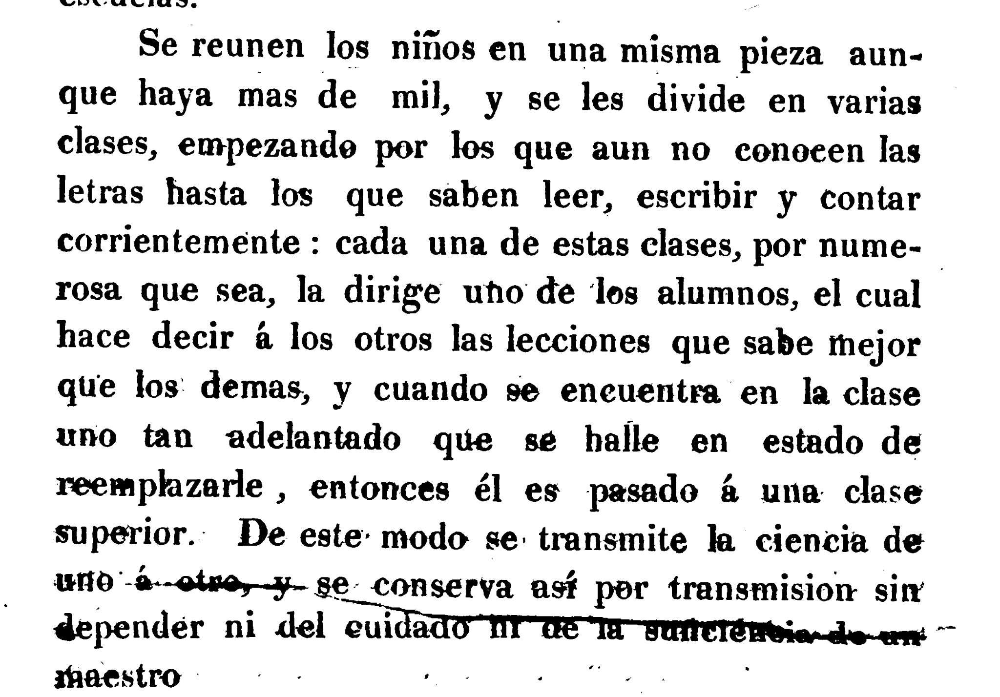 escuelas.
Se reunen los niños en una misma pieza aun-
que haya mas de mil, y se les divide en varias
clases, empezando por los que aun no conocen las
letras hasta los que saben leer, escribir y contar
corrientemente : cada una de estas clases, por nume-
rosa que sea, la dirige uno de los alumnos, el cual
hace decir á los otros las lecciones que sabe mejor
que los demas, y cuando se encuentra en la clase
uno tan adelantado que se halle en estado de
reemplazarle , entonces él es pasado á una clase
superior. De este modo se transmite la ciencia de
uno á otro, y se conserva así por transmision sin
depender ni del cuidado ni de la suficiencia de un
maestro